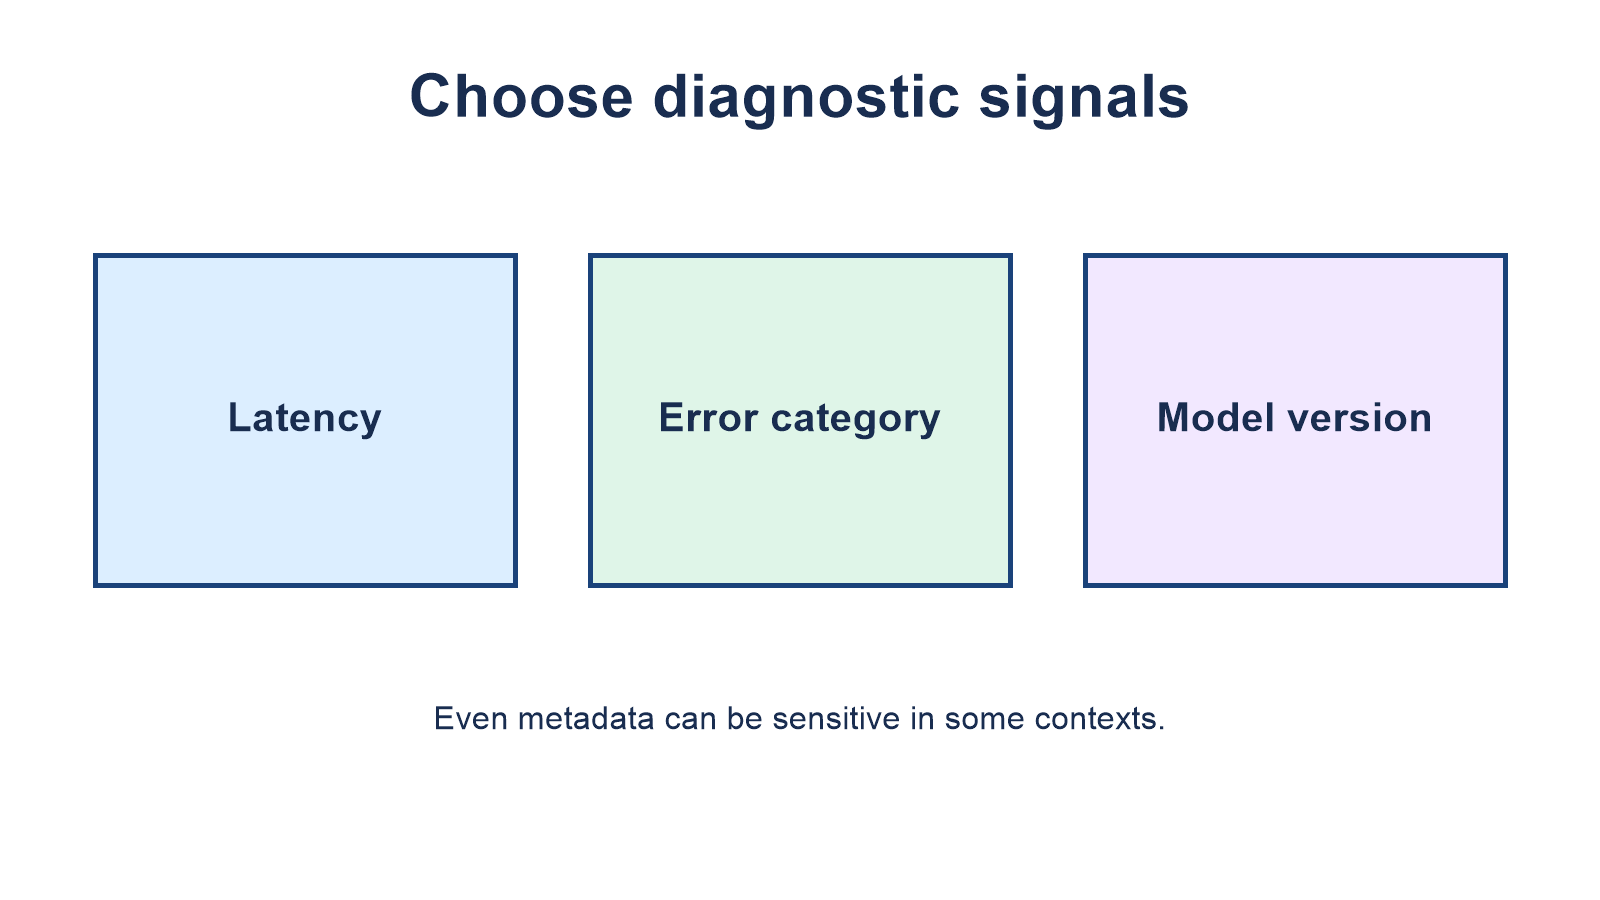 Choose diagnostic signals
Latency
Error category
Model version
Even metadata can be sensitive in some contexts.